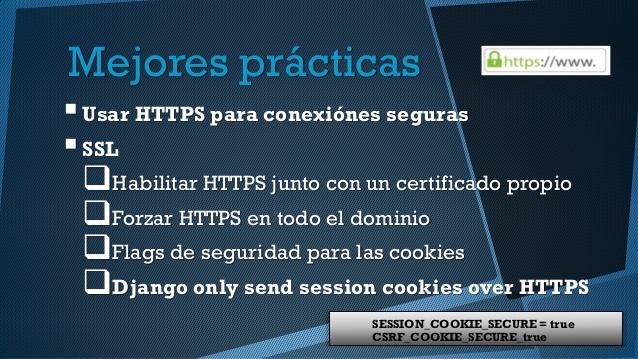 Mejores prácticas
https://www.
Usar HTTPS para conexiónes seguras
SSL
Habilitar HTTPS junto con un certificado propio
Forzar HTTPS en todo el dominio
Flags de seguridad para las cookies
Django only send session cookies over HTTPS
SESSION_COOKIE_SECURE = true
CSRF_COOKIE_SECURE_true